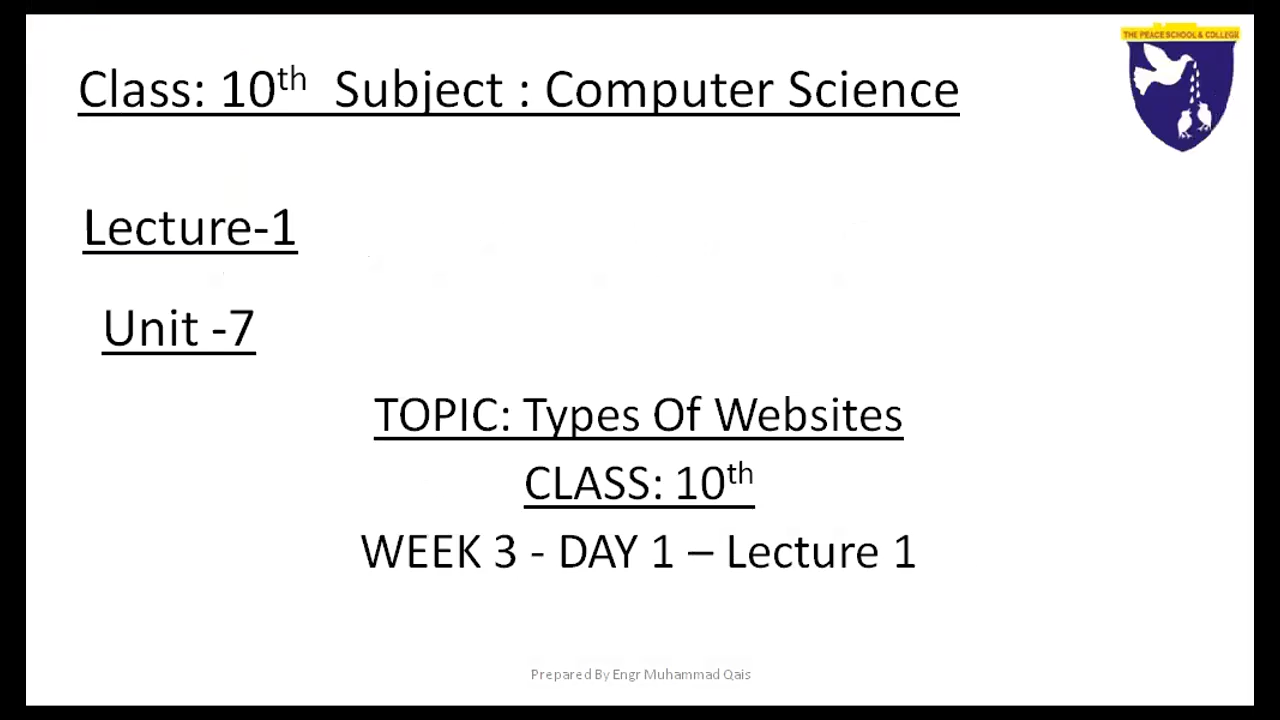 THE PEACE SCHOOL & COLLEGE
Class: 10th Subject : Computer Science
Lecture-1
Unit -7
TOPIC: Types Of Websites
CLASS: 10th
WEEK 3 - DAY 1 – Lecture 1
Prepared By Engr Muhammad Qais